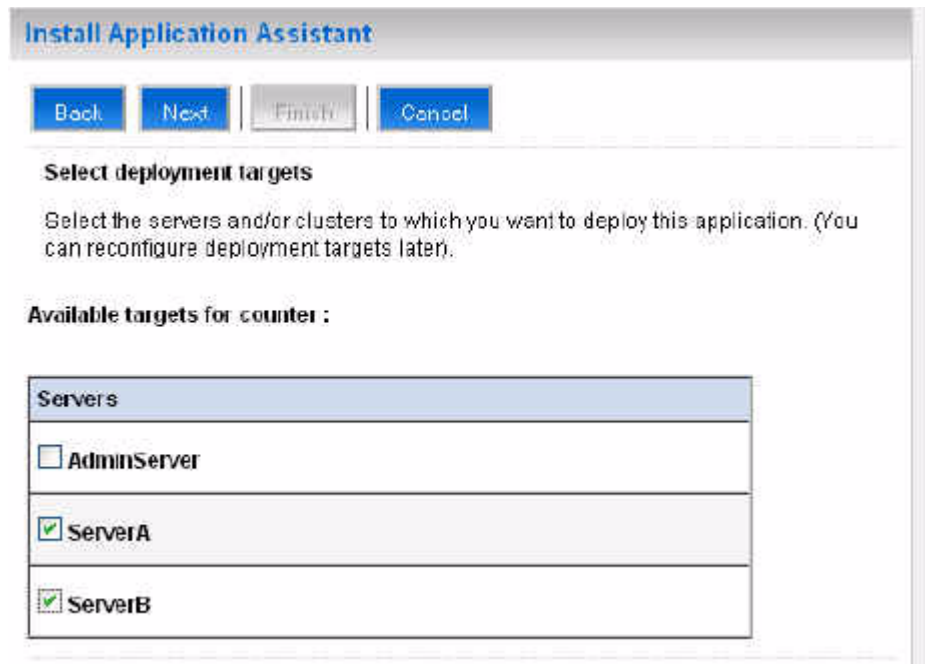 Install Application Assistant
Back Next Finish Cancel
Select deployment targets
Select the servers and/or clusters to which you want to deploy this application. (You
can reconfigure deployment targets later).
Available targets for counter :
Servers
AdminServer
ServerA
ServerB